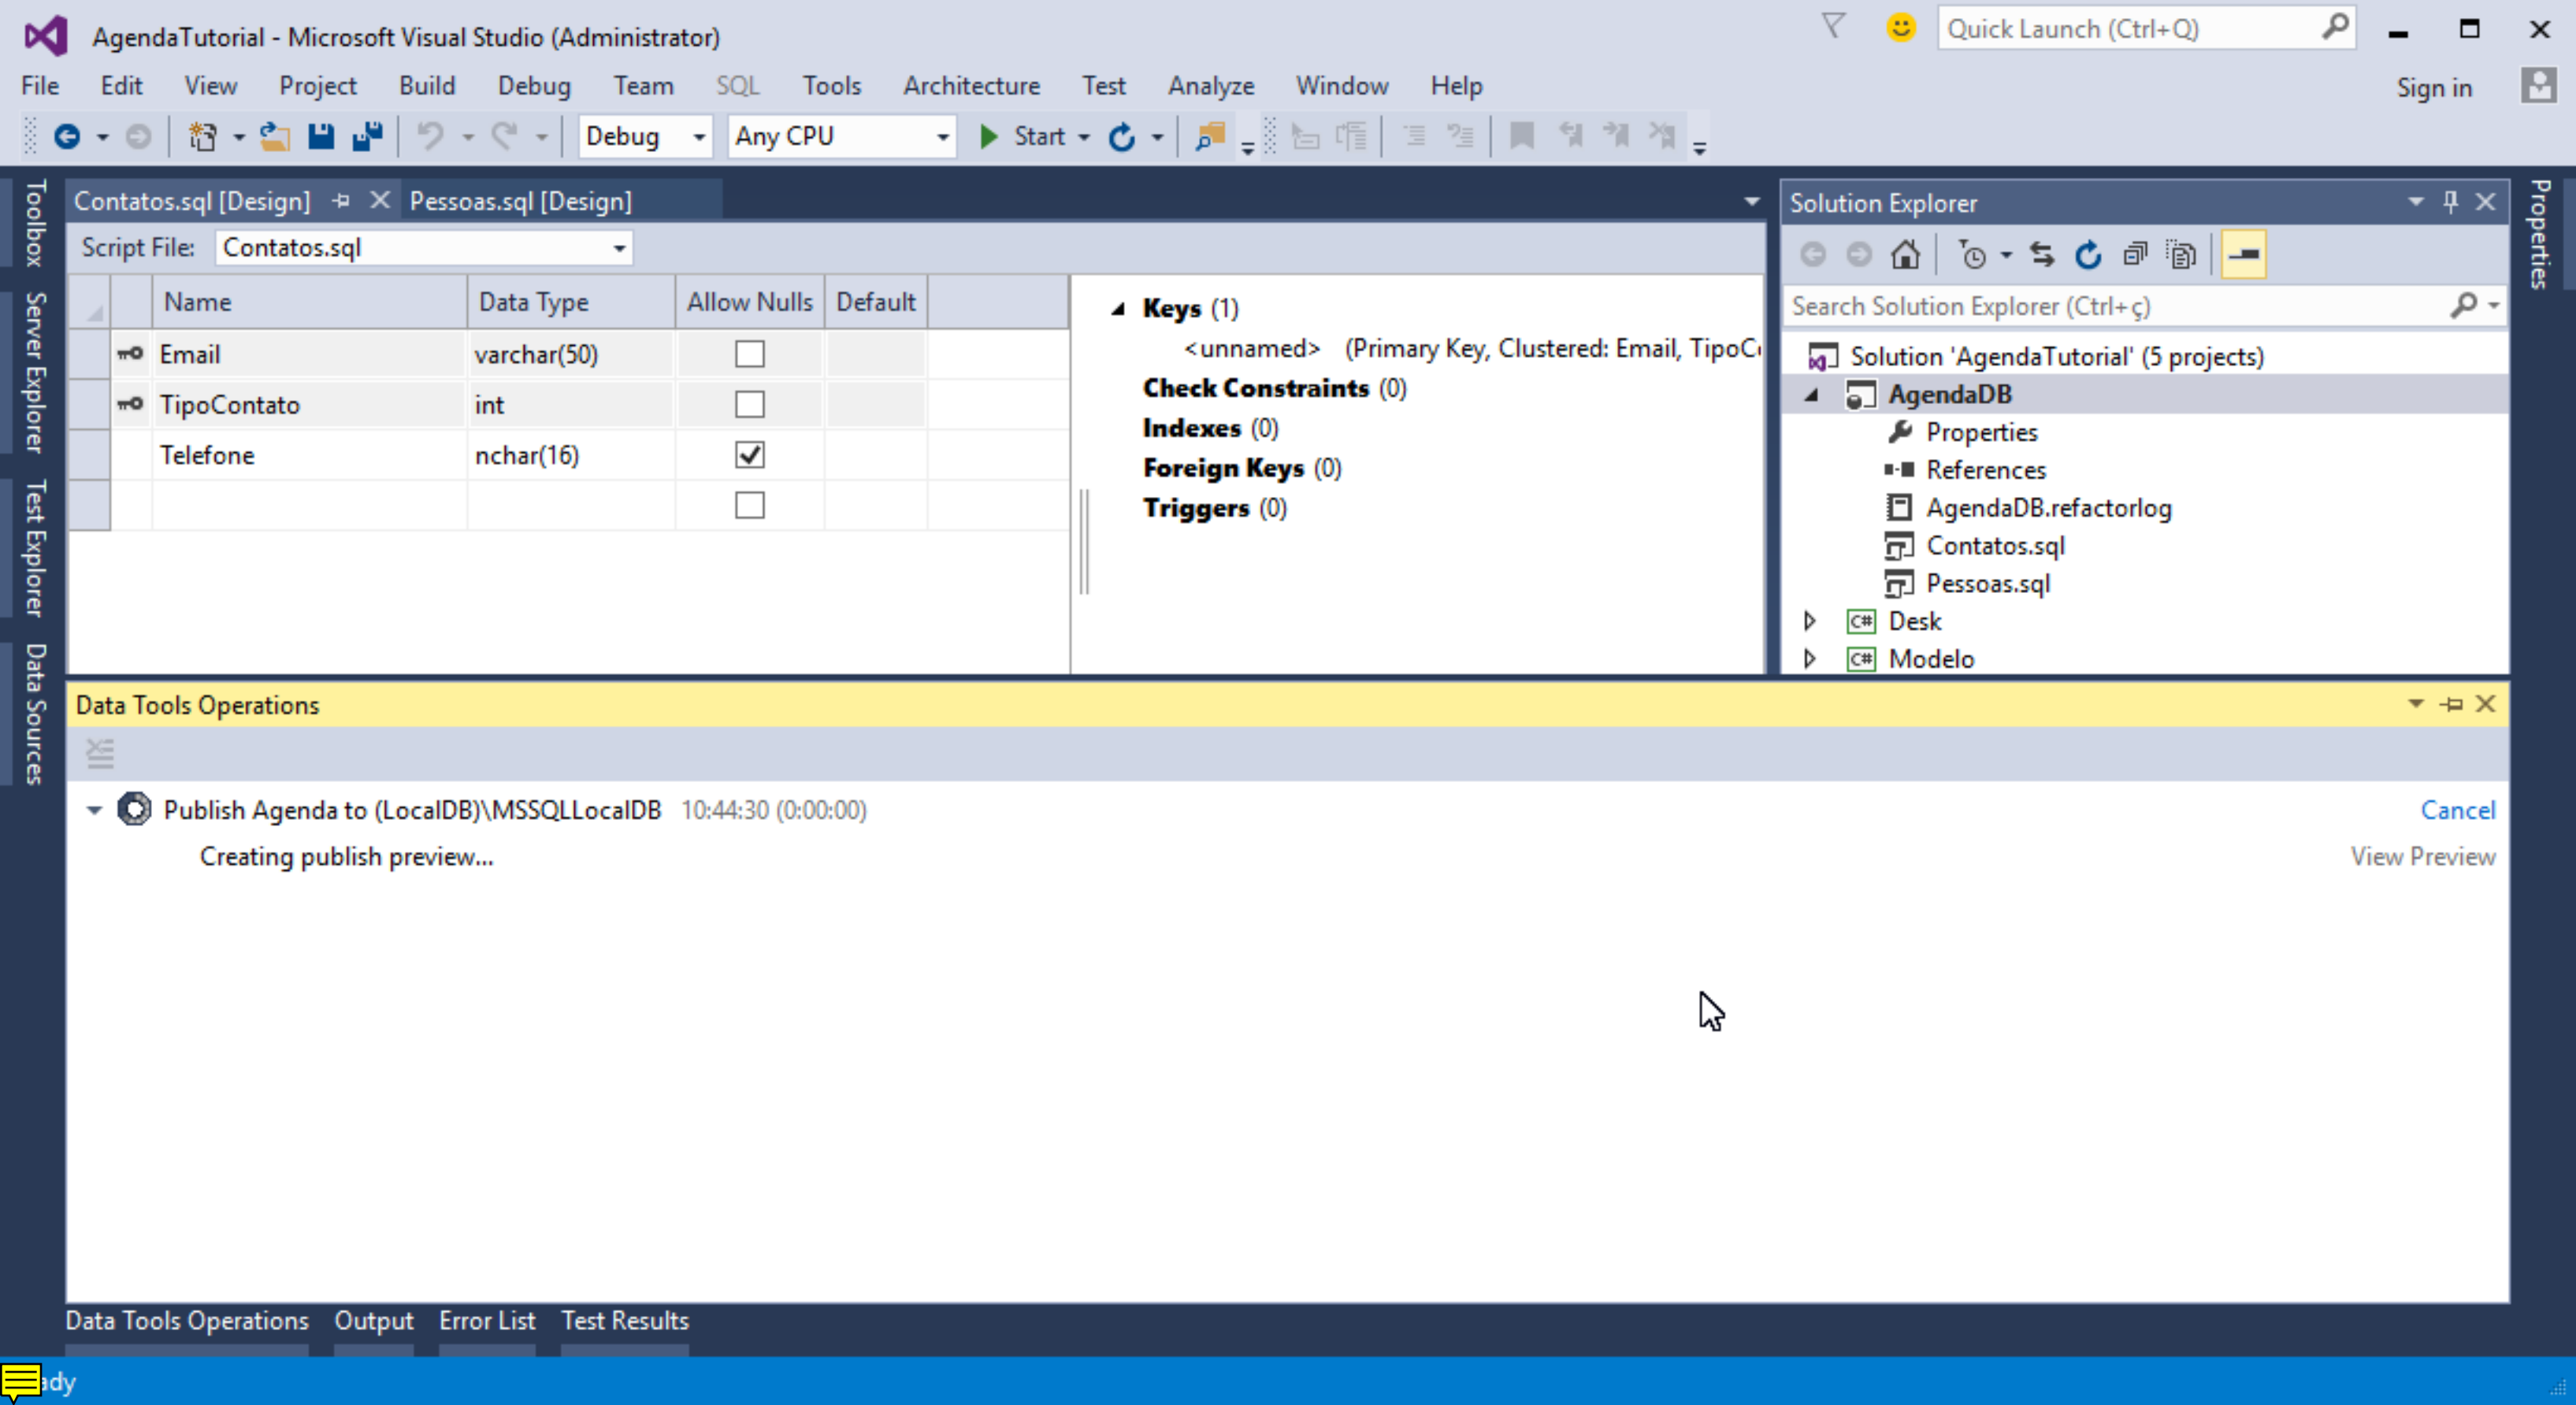 AgendaTutorial - Microsoft Visual Studio (Administrator)
Quick Launch (Ctrl+Q)
File Edit View Project Build Debug Team SQL Tools Architecture Test Analyze Window Help
Sign in
Debug Any CPU Start
Toolbox
Server Explorer
Test Explorer
Data Sources
Contatos.sql [Design] Pessoas.sql [Design]
Script File: Contatos.sql
Name Data Type Allow Nulls Default
Email varchar(50)
TipoContato int
Telefone nchar(16)
Keys (1)
<unnamed> (Primary Key, Clustered: Email, TipoC
Check Constraints (0)
Indexes (0)
Foreign Keys (0)
Triggers (0)
Solution Explorer
Search Solution Explorer (Ctrl+ç)
Solution 'AgendaTutorial' (5 projects)
AgendaDB
Properties
References
AgendaDB.refactorlog
Contatos.sql
Pessoas.sql
C# Desk
C# Modelo
Properties
Data Tools Operations
Publish Agenda to (LocalDB)\MSSQLLocalDB 10:44:30 (0:00:00)
Cancel
Creating publish preview...
View Preview
Data Tools Operations Output Error List Test Results
ady